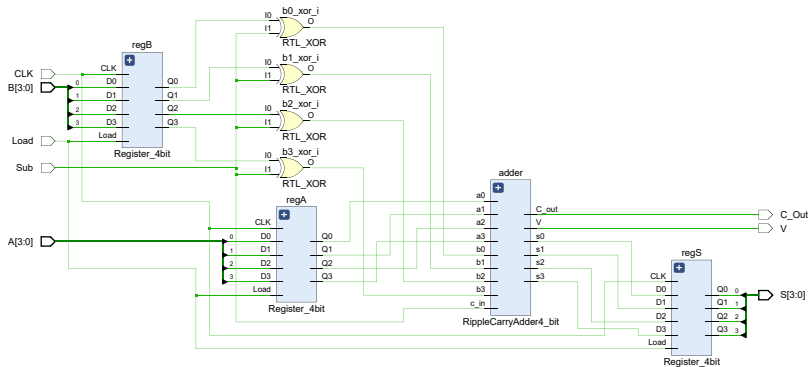 b0_xor_i
I0
O
I1
RTL_XOR
regB
b1_xor_i
CLK
CLK
I0
O
B[3:0]
0
D0
Q0
I1
1
D1
Q1
RTL_XOR
2
D2
Q2
b2_xor_i
3
D3
Q3
I0
O
Load
Load
I1
Register_4bit
RTL_XOR
b3_xor_i
Sub
I0
O
I1
RTL_XOR
adder
regA
a0
C_out
C_Out
CLK
a1
V
V
A[3:0]
0
D0
Q0
a2
s0
1
D1
Q1
a3
s1
2
D2
Q2
b0
s2
3
D3
Q3
b1
s3
Load
b2
Register_4bit
b3
c_in
RippleCarryAdder4_bit
regS
CLK
D0
Q0
0
S[3:0]
D1
Q1
1
D2
Q2
2
D3
Q3
3
Load
Register_4bit